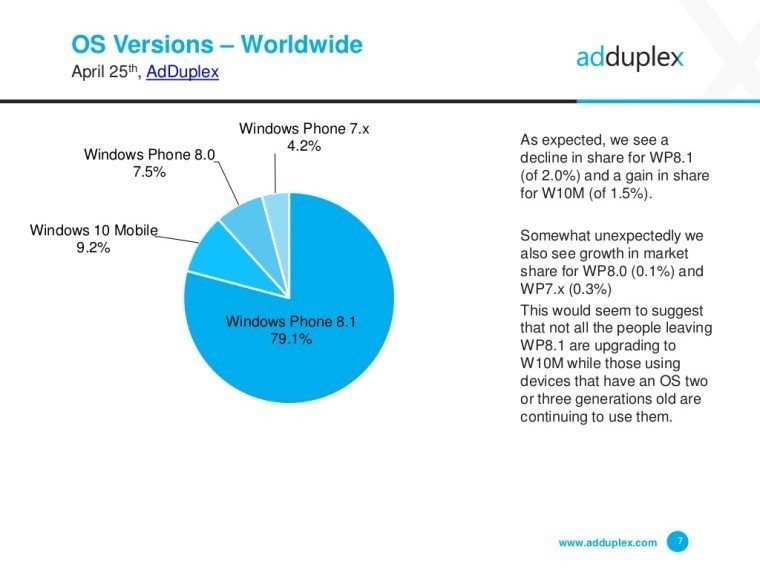 OS Versions – Worldwide
April 25th, AdDuplex
adduplex
Windows Phone 7.x
4.2%
Windows Phone 8.0
7.5%
Windows 10 Mobile
9.2%
Windows Phone 8.1
79.1%
As expected, we see a
decline in share for WP8.1
(of 2.0%) and a gain in share
for W10M (of 1.5%).
Somewhat unexpectedly we
also see growth in market
share for WP8.0 (0.1%) and
WP7.x (0.3%)
This would seem to suggest
that not all the people leaving
WP8.1 are upgrading to
W10M while those using
devices that have an OS two
or three generations old are
continuing to use them.
www.adduplex.com
7